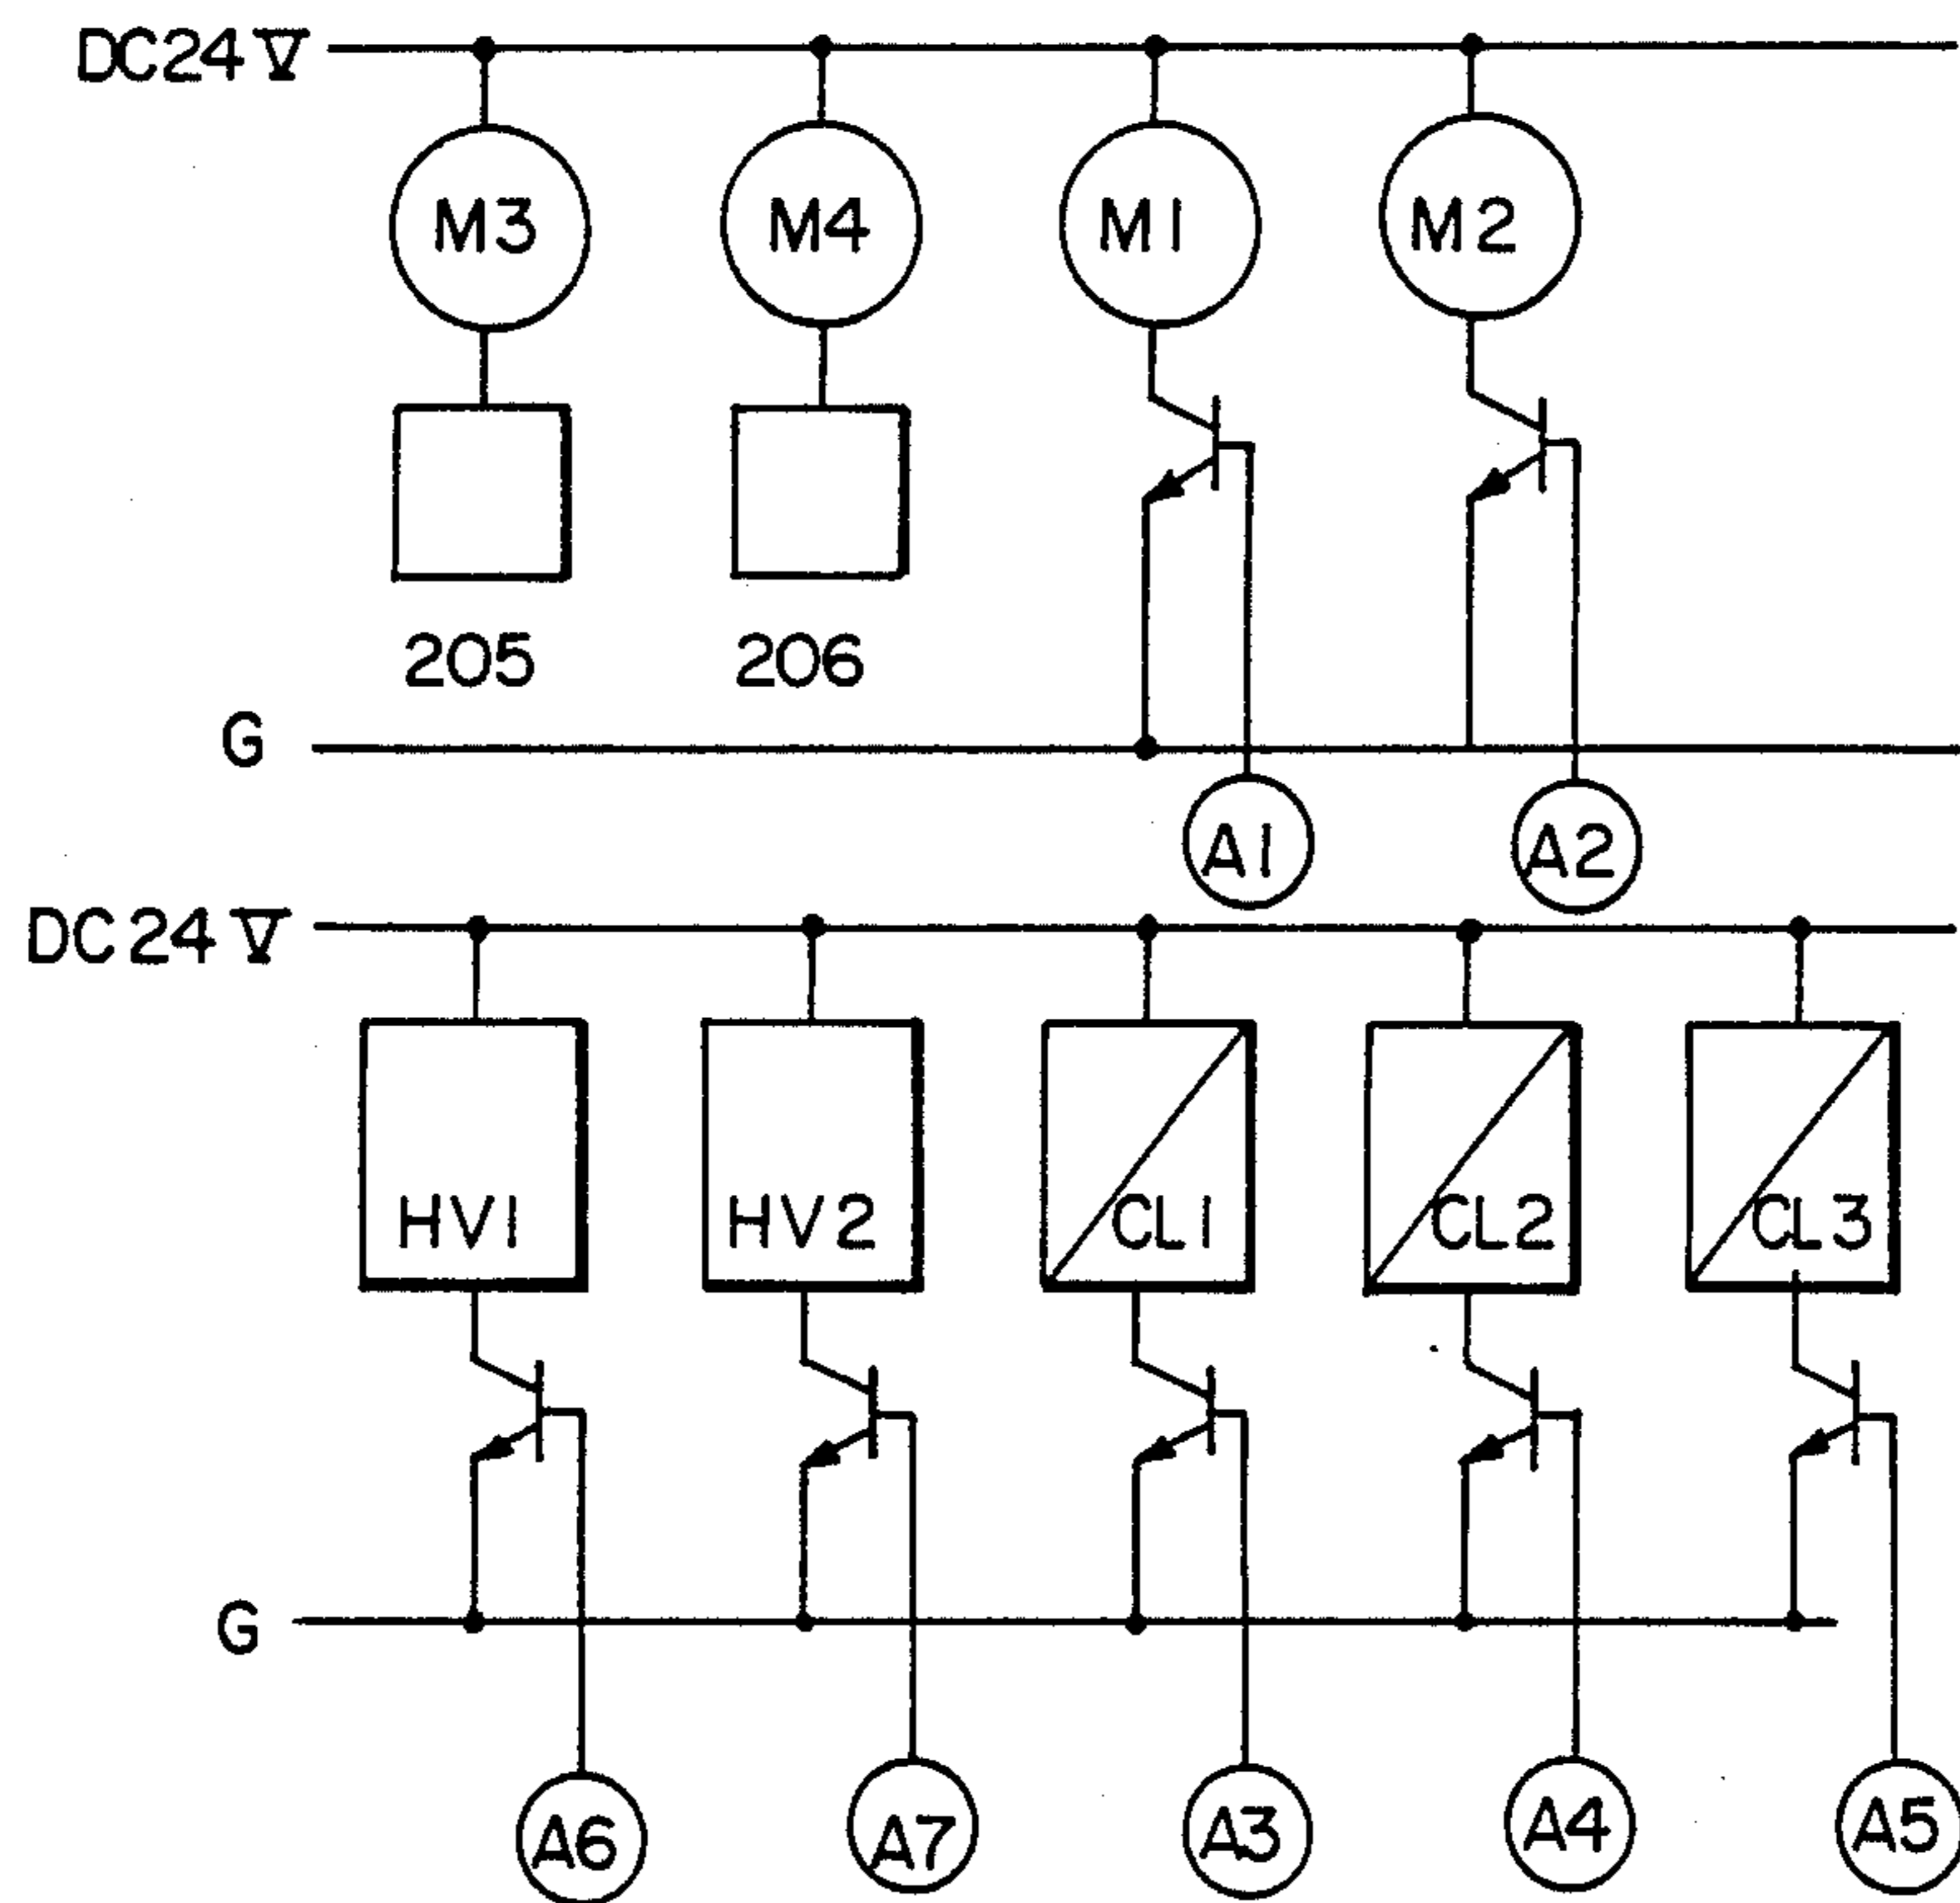 DC24V
M3 M4 M1 M2
205 206
G
A1 A2
DC24V
HV1 HV2 CL1 CL2 CL3
G
A6 A7 A3 A4 A5